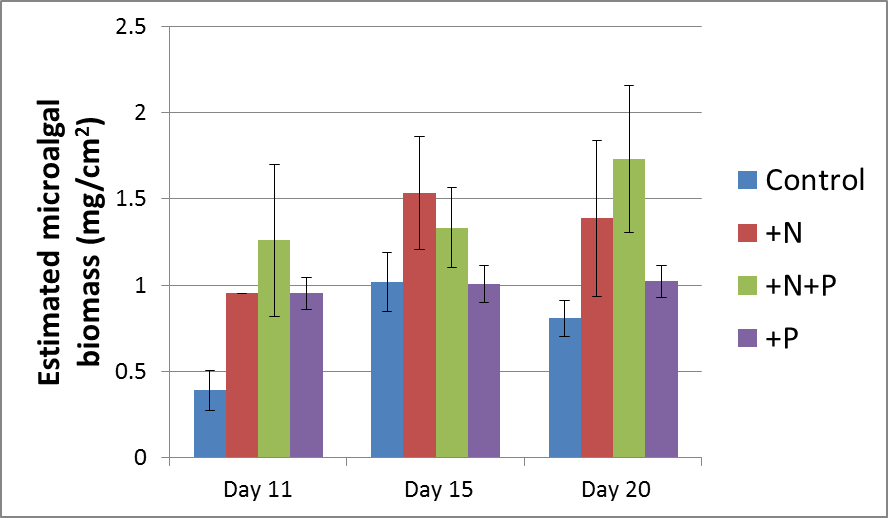 Estimated microalgal
biomass (mg/cm²)
2.5
2
1.5
1
0.5
0
Day 11
Day 15
Day 20
Control
+N
+N+P
+P